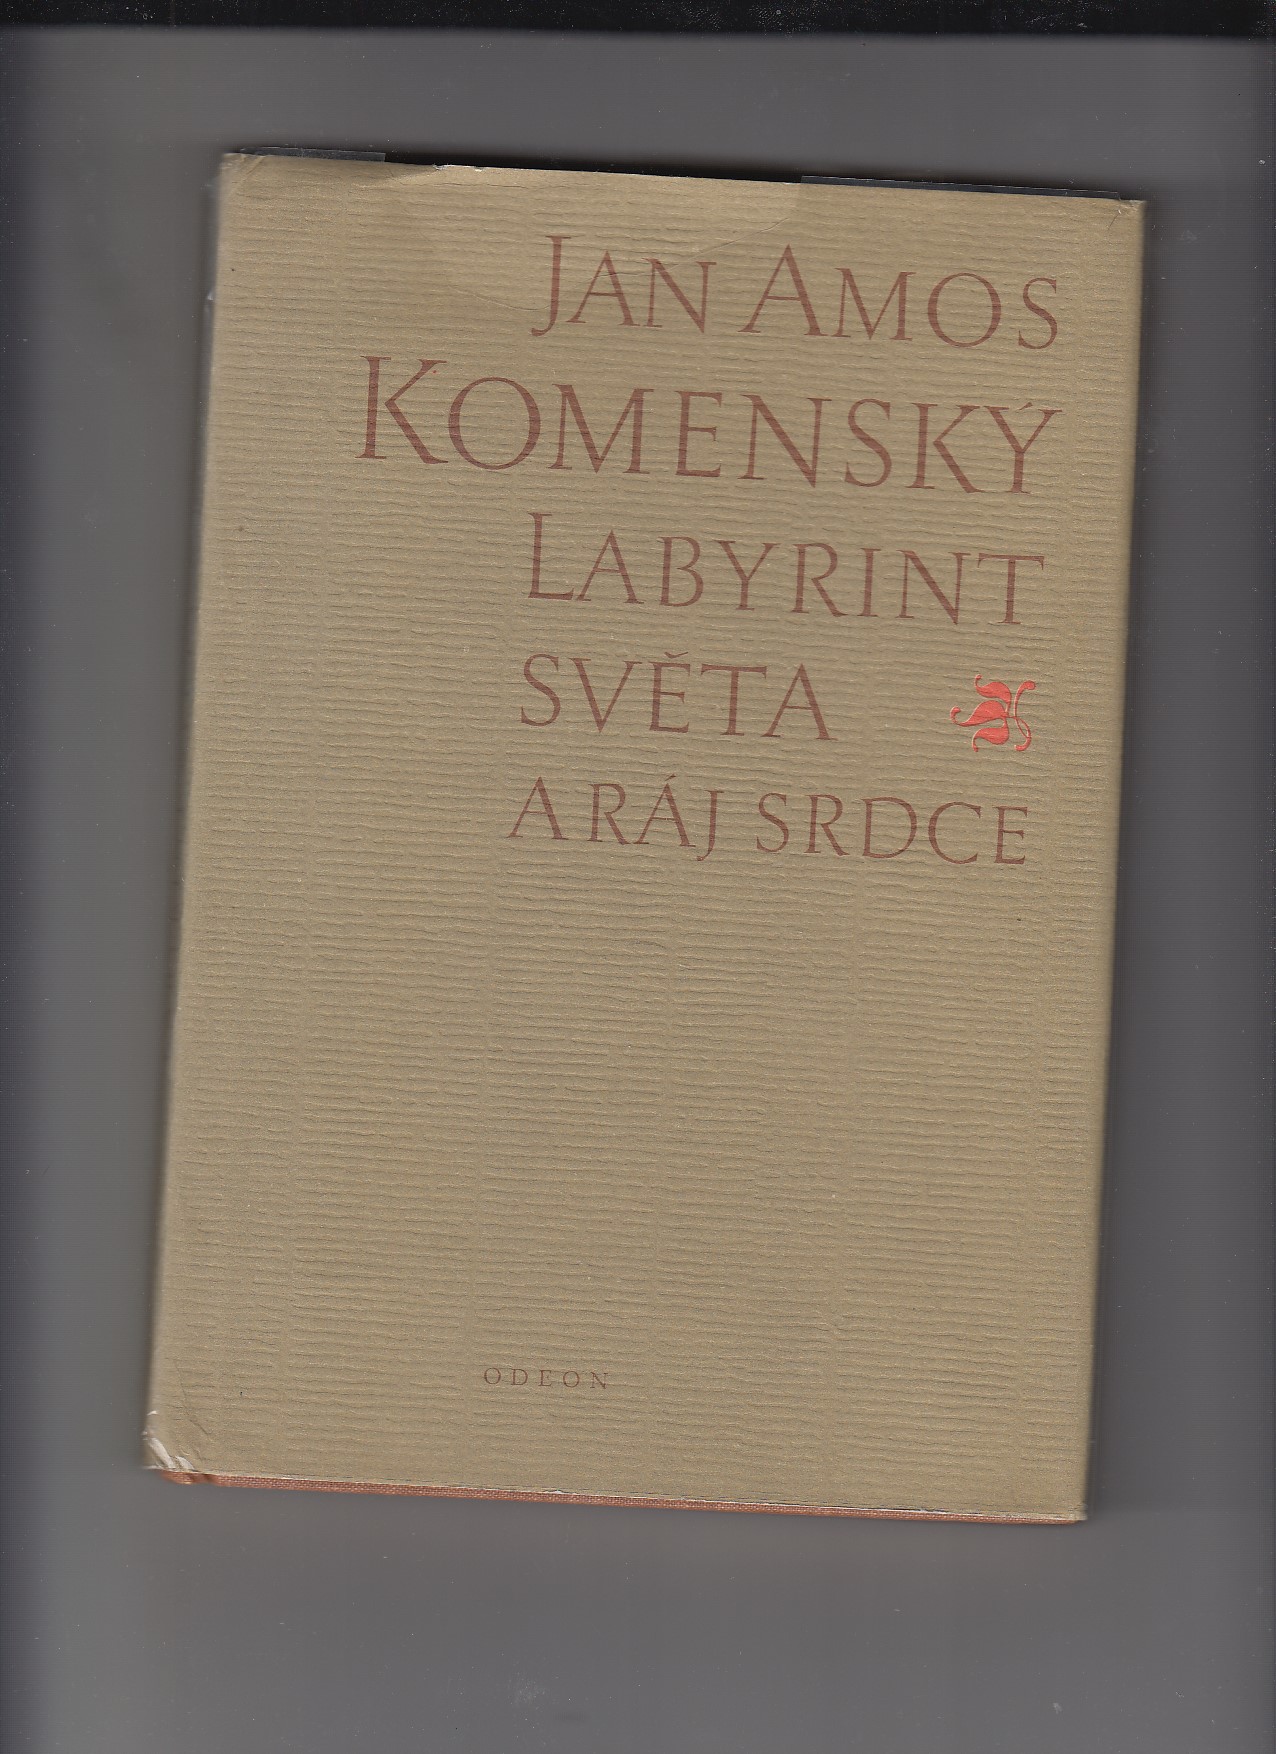 JAN AMOS
KOMENSKÝ
LABYRINT
SVĚTA
A RÁJ SRDCE
ODEON